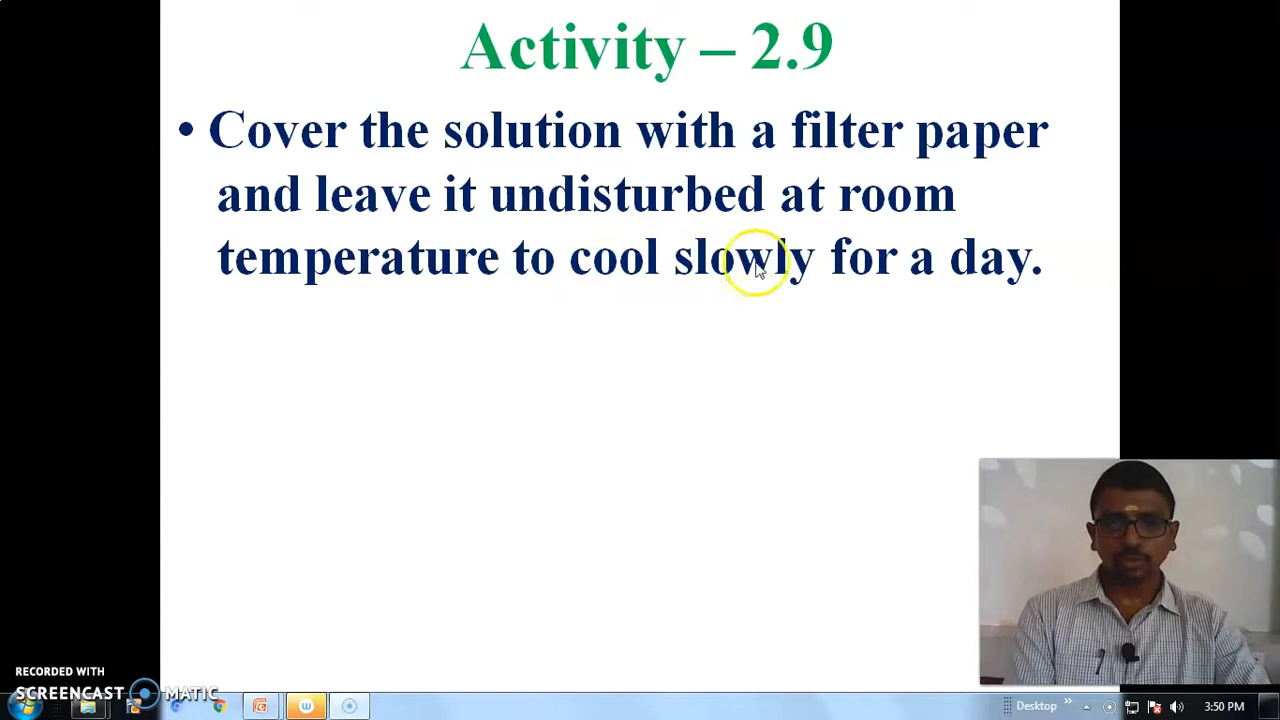 Activity – 2.9
• Cover the solution with a filter paper
and leave it undisturbed at room
temperature to cool slowly for a day.
RECORDED WITH
SCREENCAST MATIC
Desktop
3:50 PM